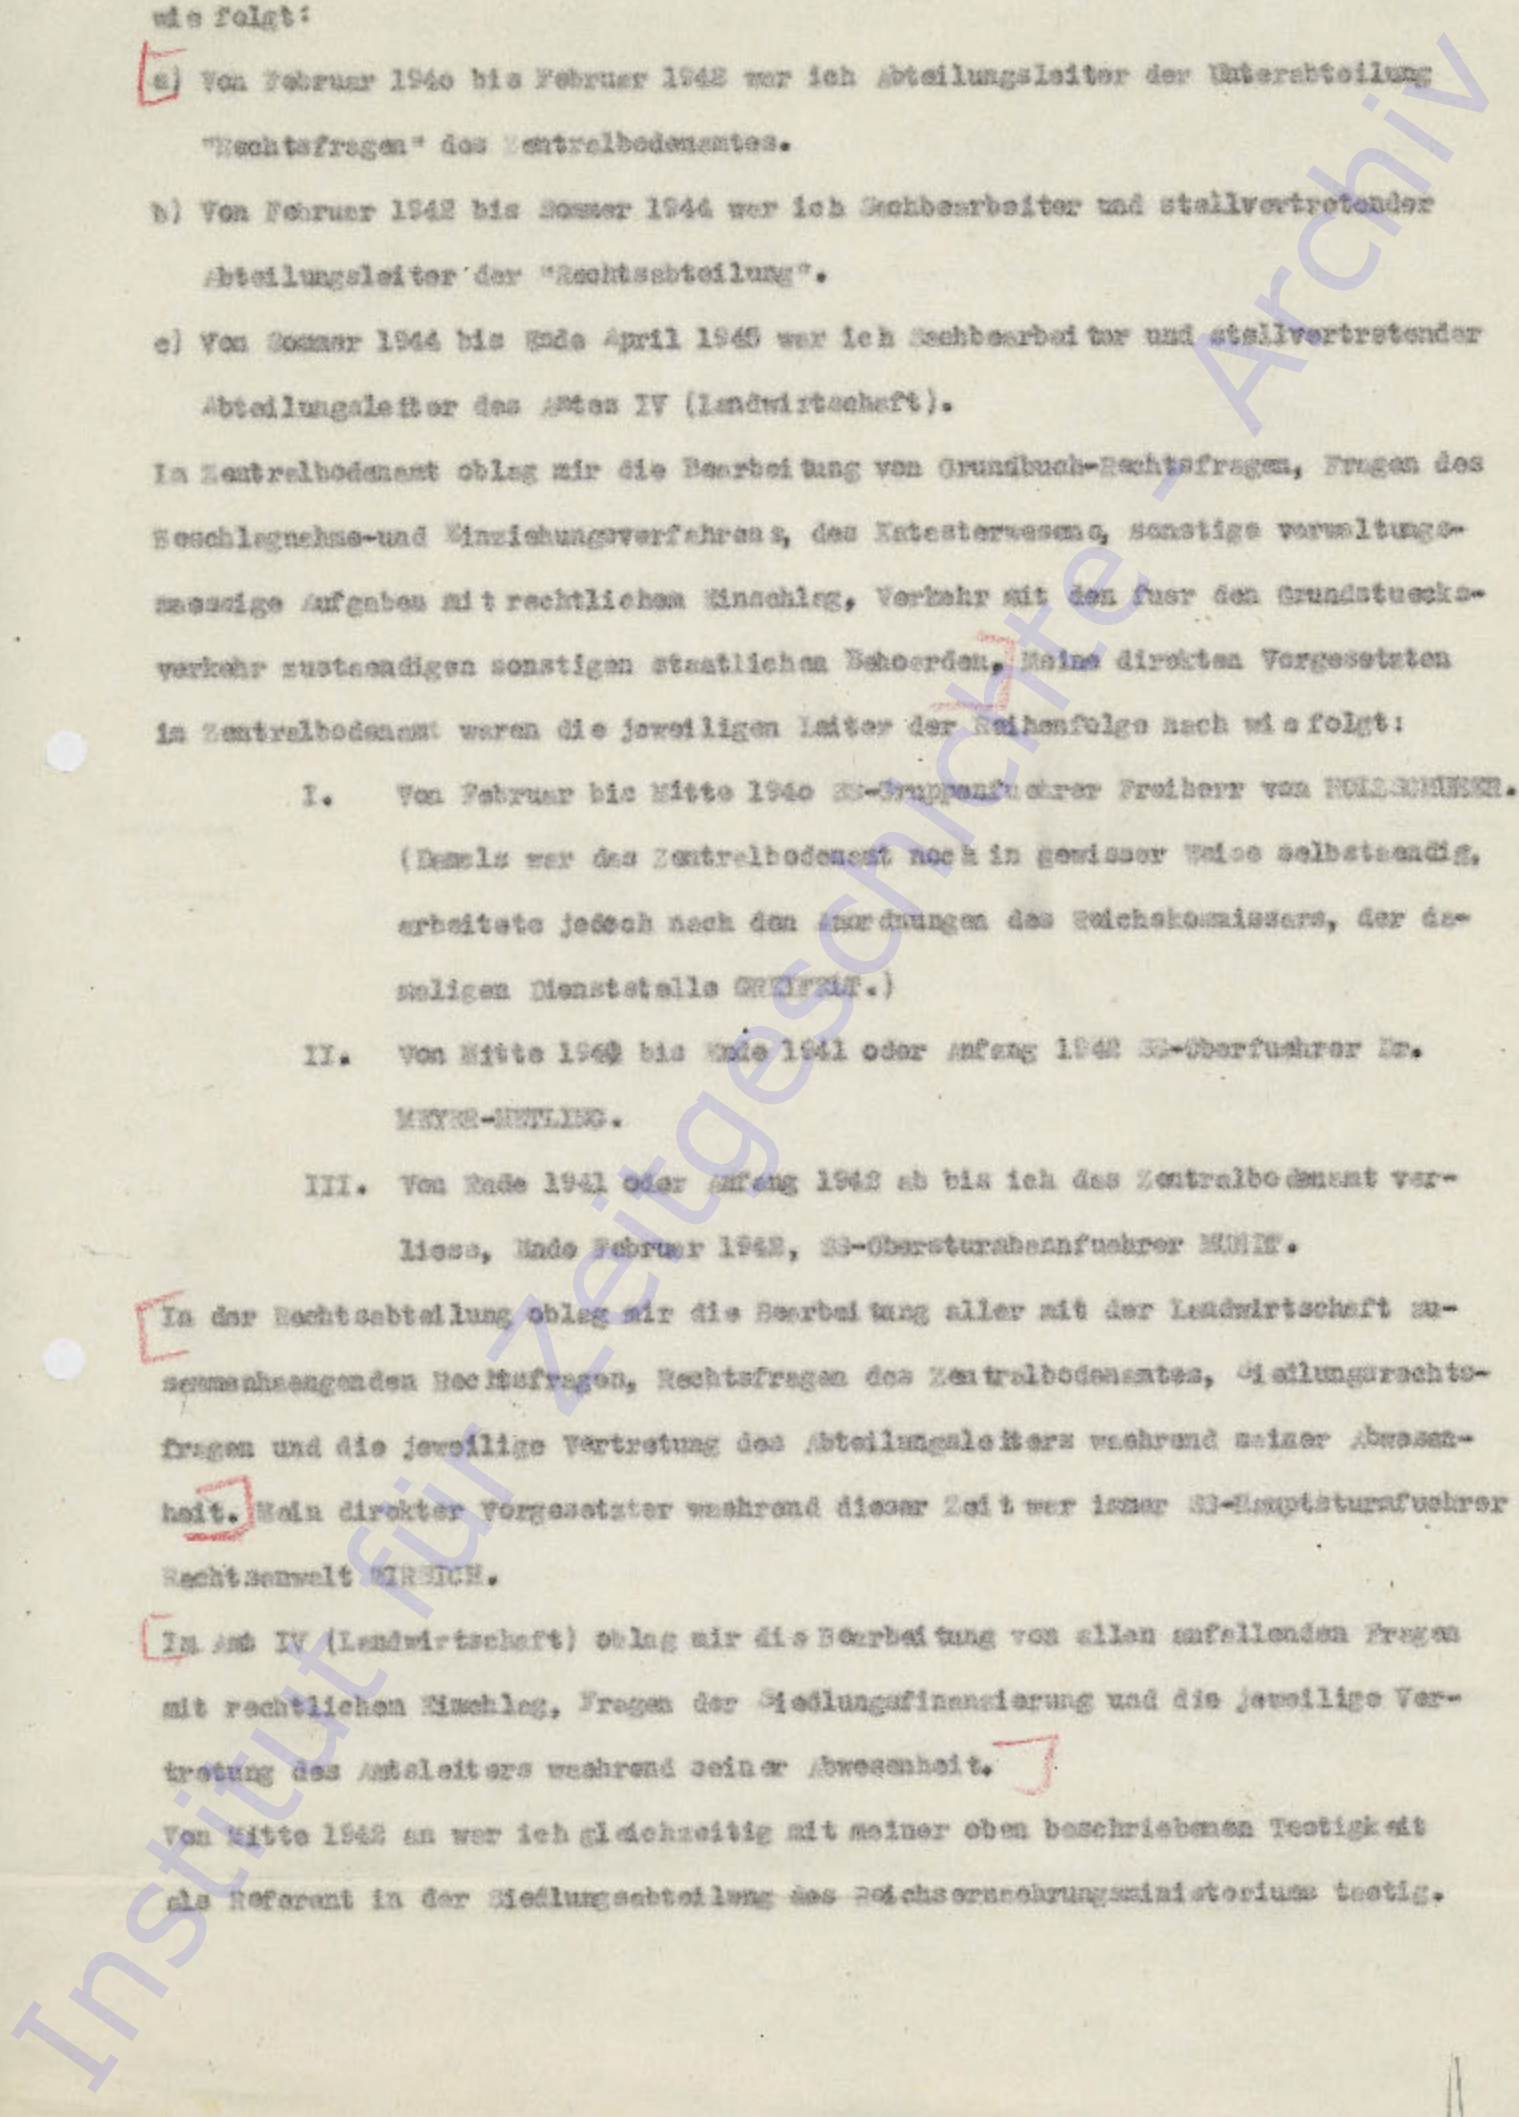 wie folgt:
a) Von Februar 1940 bis Februar 1942 war ich Abteilungsleiter der Unterabteilung
"Rechtsfragen" des Zentralbodenamtes.
b) Von Februar 1942 bis Sommer 1944 war ich Sachbearbeiter und stellvertretender
Abteilungsleiter der "Rechtsabteilung".
c) Von Sommer 1944 bis Ende April 1945 war ich Sachbearbeiter und stellvertretender
Abteilungsleiter des Amtes IV (Landwirtschaft).
Im Zentralbodenamt oblag mir die Bearbeitung von Grundbuch-Rechtsfragen, Fragen des
Beschlagnahme-und Einziehungsverfahrens, des Katasterwesens, sonstige verwaltungs-
maessige Aufgaben mit rechtlichem Einschlag, Verkehr mit den fuer den Grundstuecks-
verkehr zustaendigen sonstigen staatlichen Behoerden. Meine direkten Vorgesetzten
im Zentralbodenamt waren die jeweiligen Leiter der Reihenfolge nach wie folgt:
I. Von Februar bis Mitte 1940 SS-Gruppenfuehrer Freiherr von HOLZSCHUHER.
(Damals war das Zentralbodenamt noch in gewisser Weise selbstaendig,
arbeitete jedoch nach den Anordnungen des Reichskommissars, der da-
maligen Dienststelle GREIFELT.)
II. Von Mitte 1940 bis Ende 1941 oder Anfang 1942 SS-Oberfuehrer Dr.
MEYER-HETLING.
III. Von Ende 1941 oder Anfang 1942 ab bis ich das Zentralbodenamt ver-
liess, Ende Februar 1942, SS-Obersturmbannfuehrer
In der Rechtsabteilung oblag mir die Bearbeitung aller mit der Landwirtschaft zu-
sammenhaengenden Rechtsfragen, Rechtsfragen des Zentralbodenamtes, Siedlungsrechts-
fragen und die jeweilige Vertretung des Abteilungsleiters waehrend seiner Abwesen-
heit. Mein direkter Vorgesetzter waehrend dieser Zeit war immer SS-Hauptsturmfuehrer
Rechtsanwalt
Im Amt IV (Landwirtschaft) oblag mir die Bearbeitung von allen anfallenden Fragen
mit rechtlichem Einschlag, Fragen der Siedlungsfinanzierung und die jeweilige Ver-
tretung des Amtsleiters waehrend seiner Abwesenheit.
Von Mitte 1942 an war ich gleichzeitig mit meiner oben beschriebenen Taetigkeit
als Referent in der Siedlungsabteilung des Reichsernaehrungsministeriums taetig.
Institut für Zeitgeschichte - Archiv